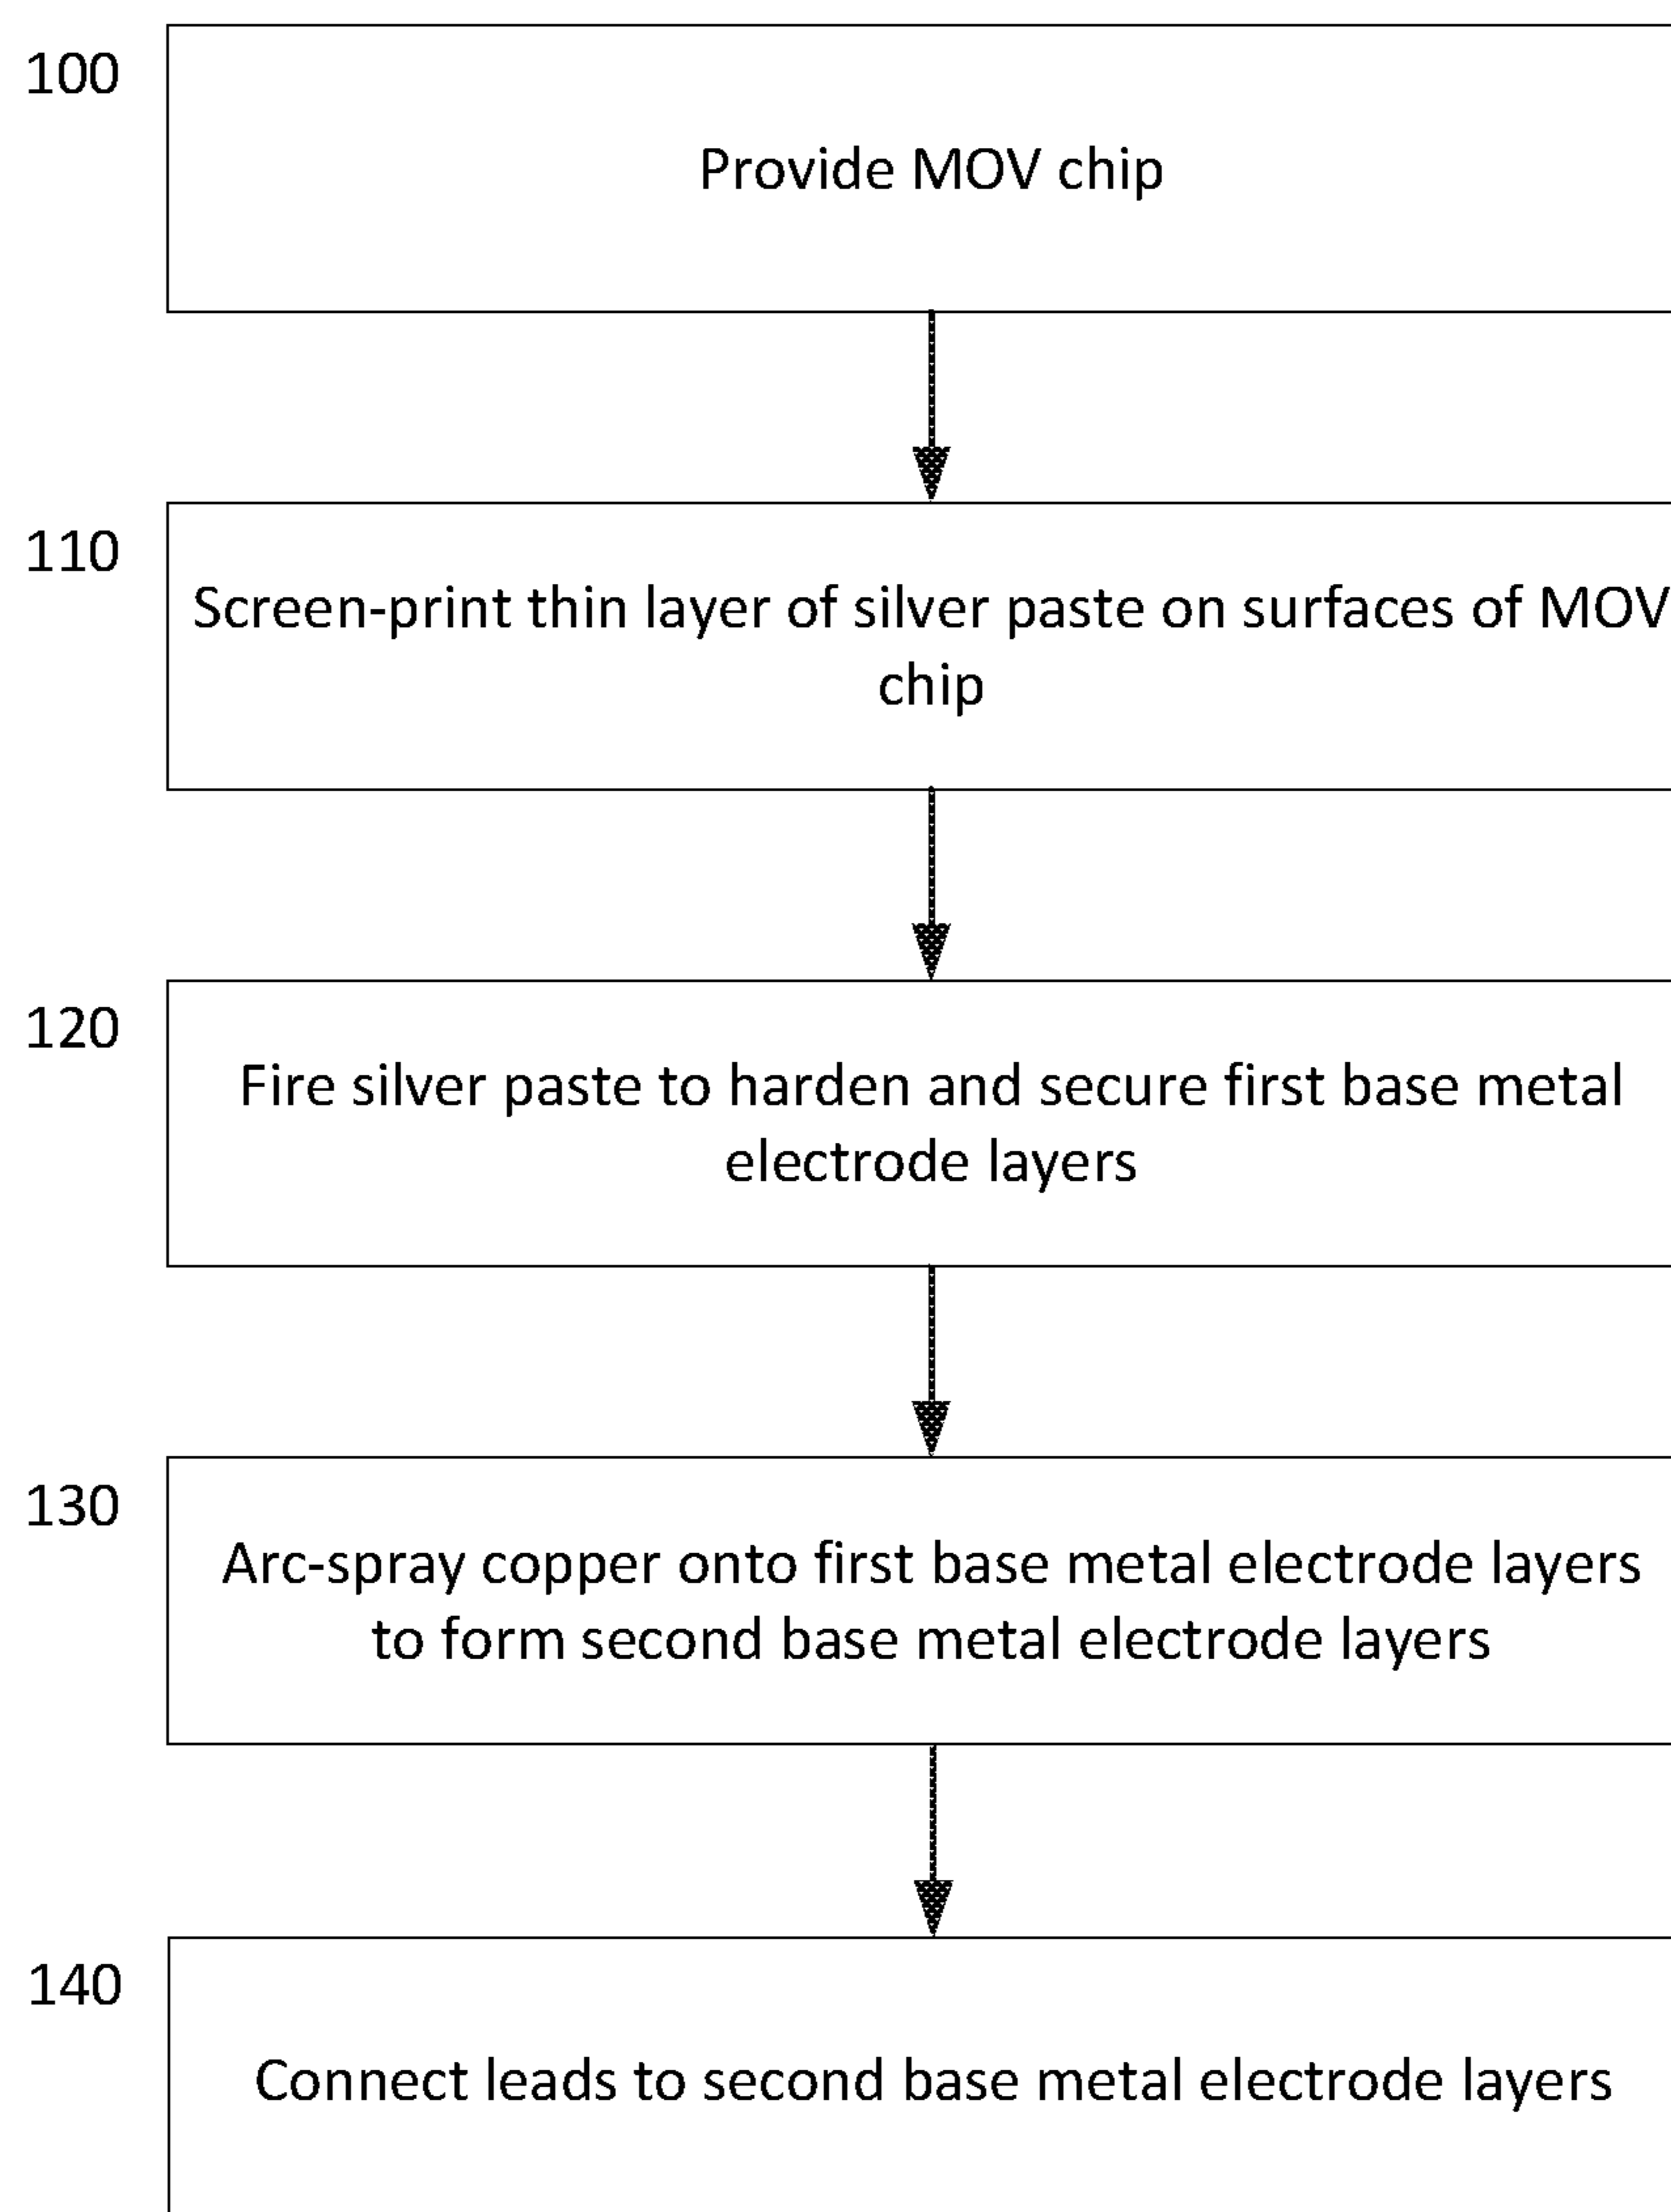 100
Provide MOV chip
110
Screen-print thin layer of silver paste on surfaces of MOV
chip
120
Fire silver paste to harden and secure first base metal
electrode layers
130
Arc-spray copper onto first base metal electrode layers
to form second base metal electrode layers
140
Connect leads to second base metal electrode layers